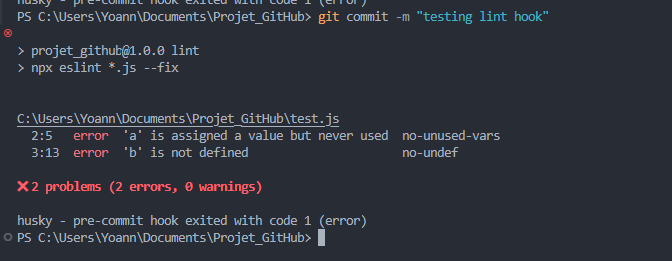 husky - pre-commit hook exited with code 1 (error)
PS C:\Users\Yoann\Documents\Projet_GitHub> git commit -m "testing lint hook"
> projet_github@1.0.0 lint
> npx eslint *.js --fix
C:\Users\Yoann\Documents\Projet_GitHub\test.js
2:5 error 'a' is assigned a value but never used no-unused-vars
3:13 error 'b' is not defined no-undef
✖ 2 problems (2 errors, 0 warnings)
husky - pre-commit hook exited with code 1 (error)
PS C:\Users\Yoann\Documents\Projet_GitHub>